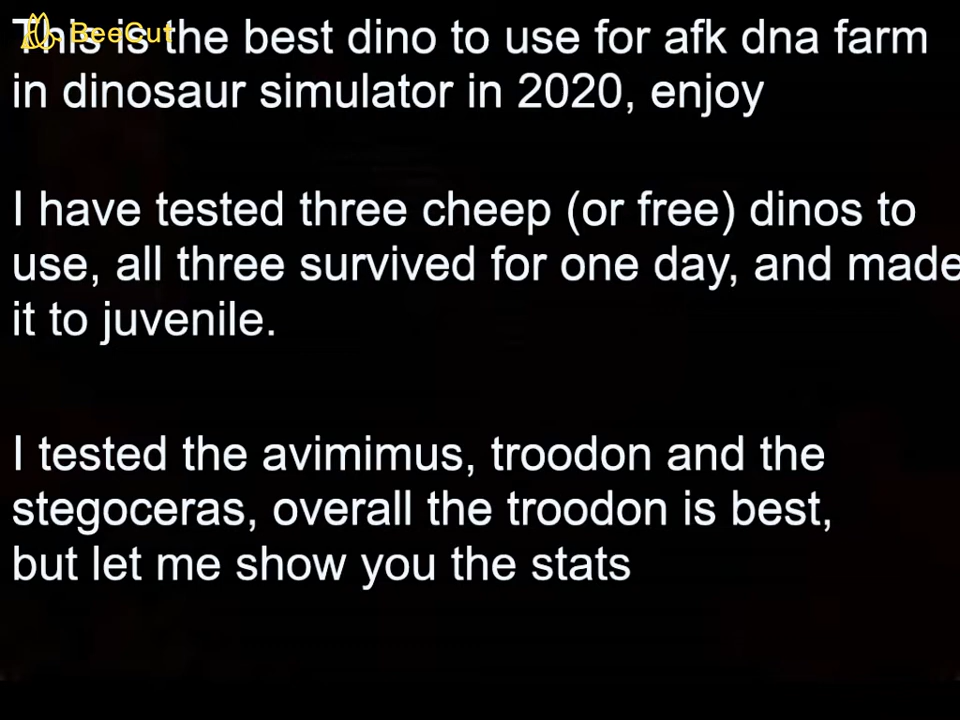 BeeCut
This is the best dino to use for afk dna farm
in dinosaur simulator in 2020, enjoy
I have tested three cheep (or free) dinos to
use, all three survived for one day, and made
it to juvenile.
I tested the avimimus, troodon and the
stegoceras, overall the troodon is best,
but let me show you the stats